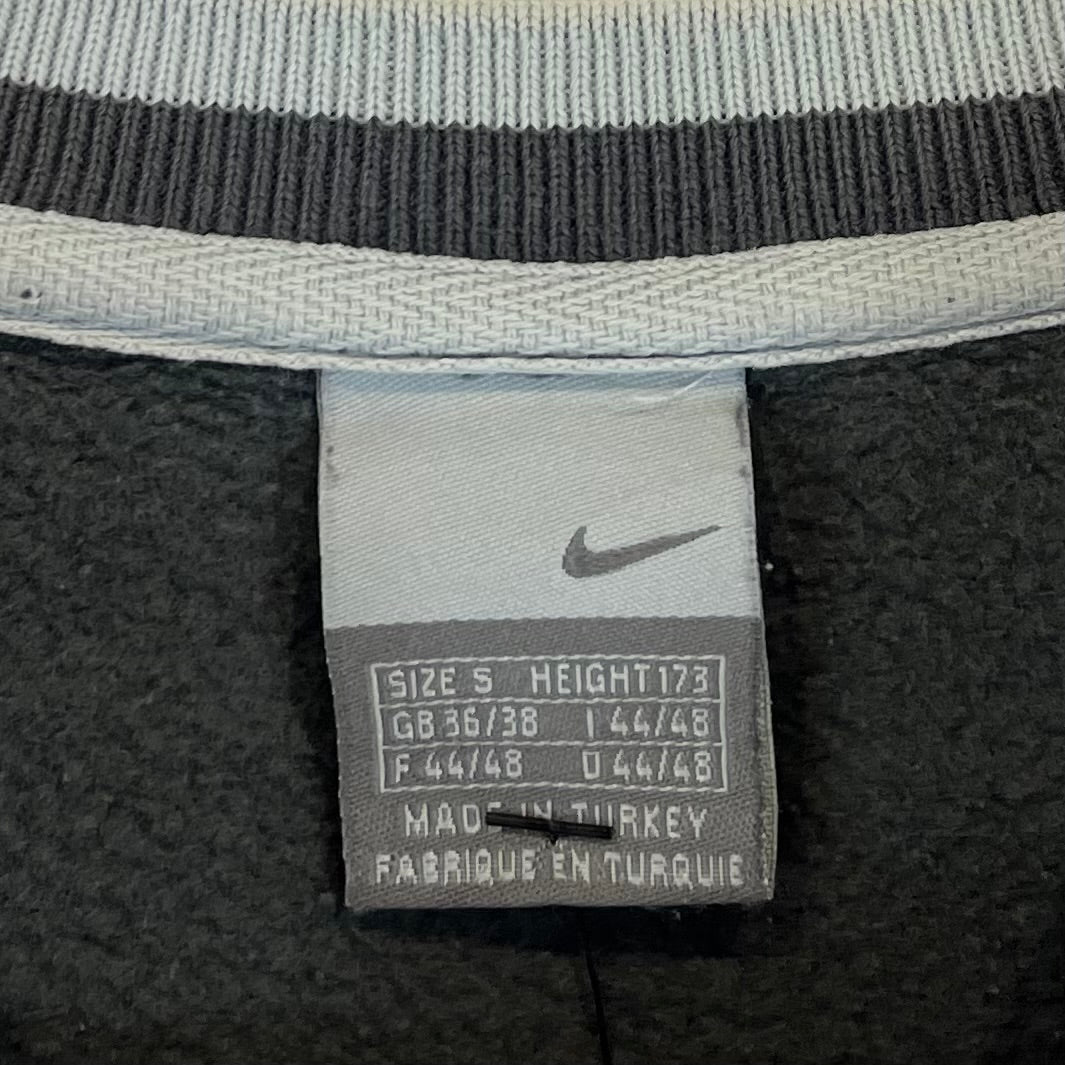 SIZE S HEIGHT 173
GB 36/38 I 44/48
F 44/48 D 44/48
MADE IN TURKEY
FABRIQUE EN TURQUIE